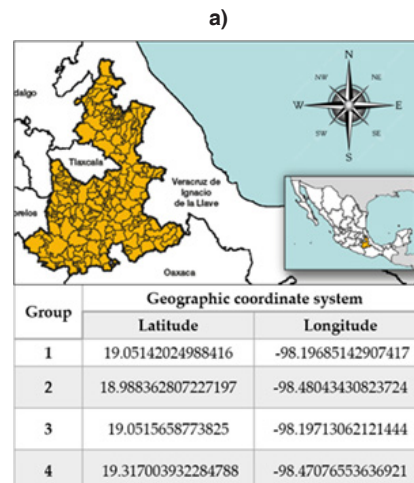 a)
dalgo
N
NW NE
W E
SW SE
S
Tlaxcala
Veracruz de
Ignacio
de la Llave
orelos
Oaxaca
Group Geographic coordinate system
Latitude Longitude
1 19.05142024988416 -98.19685142907417
2 18.988362807227197 -98.48043430823724
3 19.0515658773825 -98.19713062121444
4 19.317003932284788 -98.47076553636921